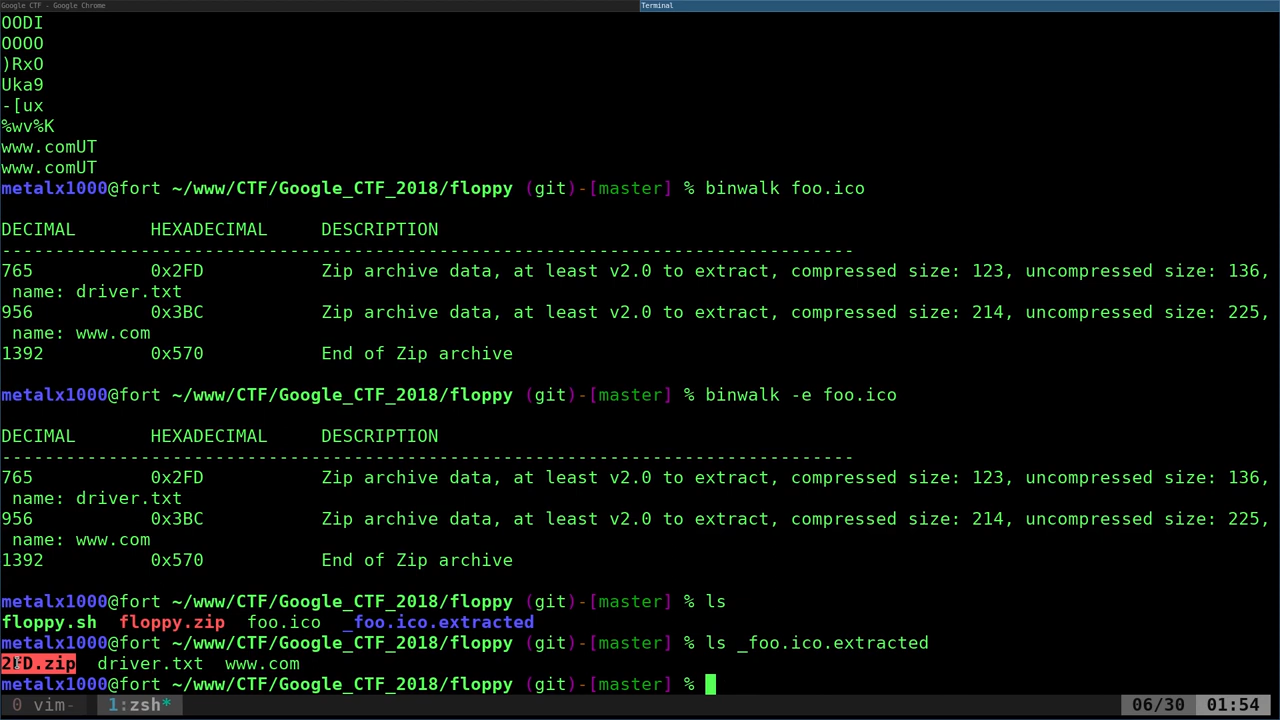 Google CTF - Google Chrome
Terminal
OODI
OOOO
)RxO
Uka9
-[ux
%wv%K
www.comUT
www.comUT
metalx1000@fort ~/www/CTF/Google_CTF_2018/floppy (git)-[master] % binwalk foo.ico
DECIMAL HEXADECIMAL DESCRIPTION
--------------------------------------------------------------------------------
765 0x2FD Zip archive data, at least v2.0 to extract, compressed size: 123, uncompressed size: 136,
name: driver.txt
956 0x3BC Zip archive data, at least v2.0 to extract, compressed size: 214, uncompressed size: 225,
name: www.com
1392 0x570 End of Zip archive
metalx1000@fort ~/www/CTF/Google_CTF_2018/floppy (git)-[master] % binwalk -e foo.ico
DECIMAL HEXADECIMAL DESCRIPTION
--------------------------------------------------------------------------------
765 0x2FD Zip archive data, at least v2.0 to extract, compressed size: 123, uncompressed size: 136,
name: driver.txt
956 0x3BC Zip archive data, at least v2.0 to extract, compressed size: 214, uncompressed size: 225,
name: www.com
1392 0x570 End of Zip archive
metalx1000@fort ~/www/CTF/Google_CTF_2018/floppy (git)-[master] % ls
floppy.sh floppy.zip foo.ico _foo.ico.extracted
metalx1000@fort ~/www/CTF/Google_CTF_2018/floppy (git)-[master] % ls _foo.ico.extracted
2FD.zip driver.txt www.com
metalx1000@fort ~/www/CTF/Google_CTF_2018/floppy (git)-[master] %
0 vim- 1:zsh* 06/30 01:54